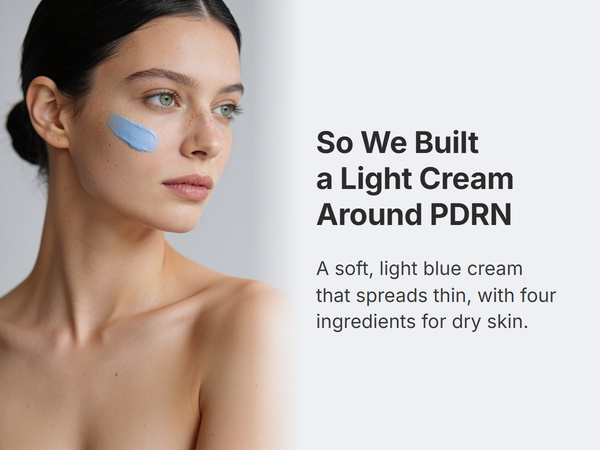 So We Built
a Light Cream
Around PDRN
A soft, light blue cream
that spreads thin, with four
ingredients for dry skin.